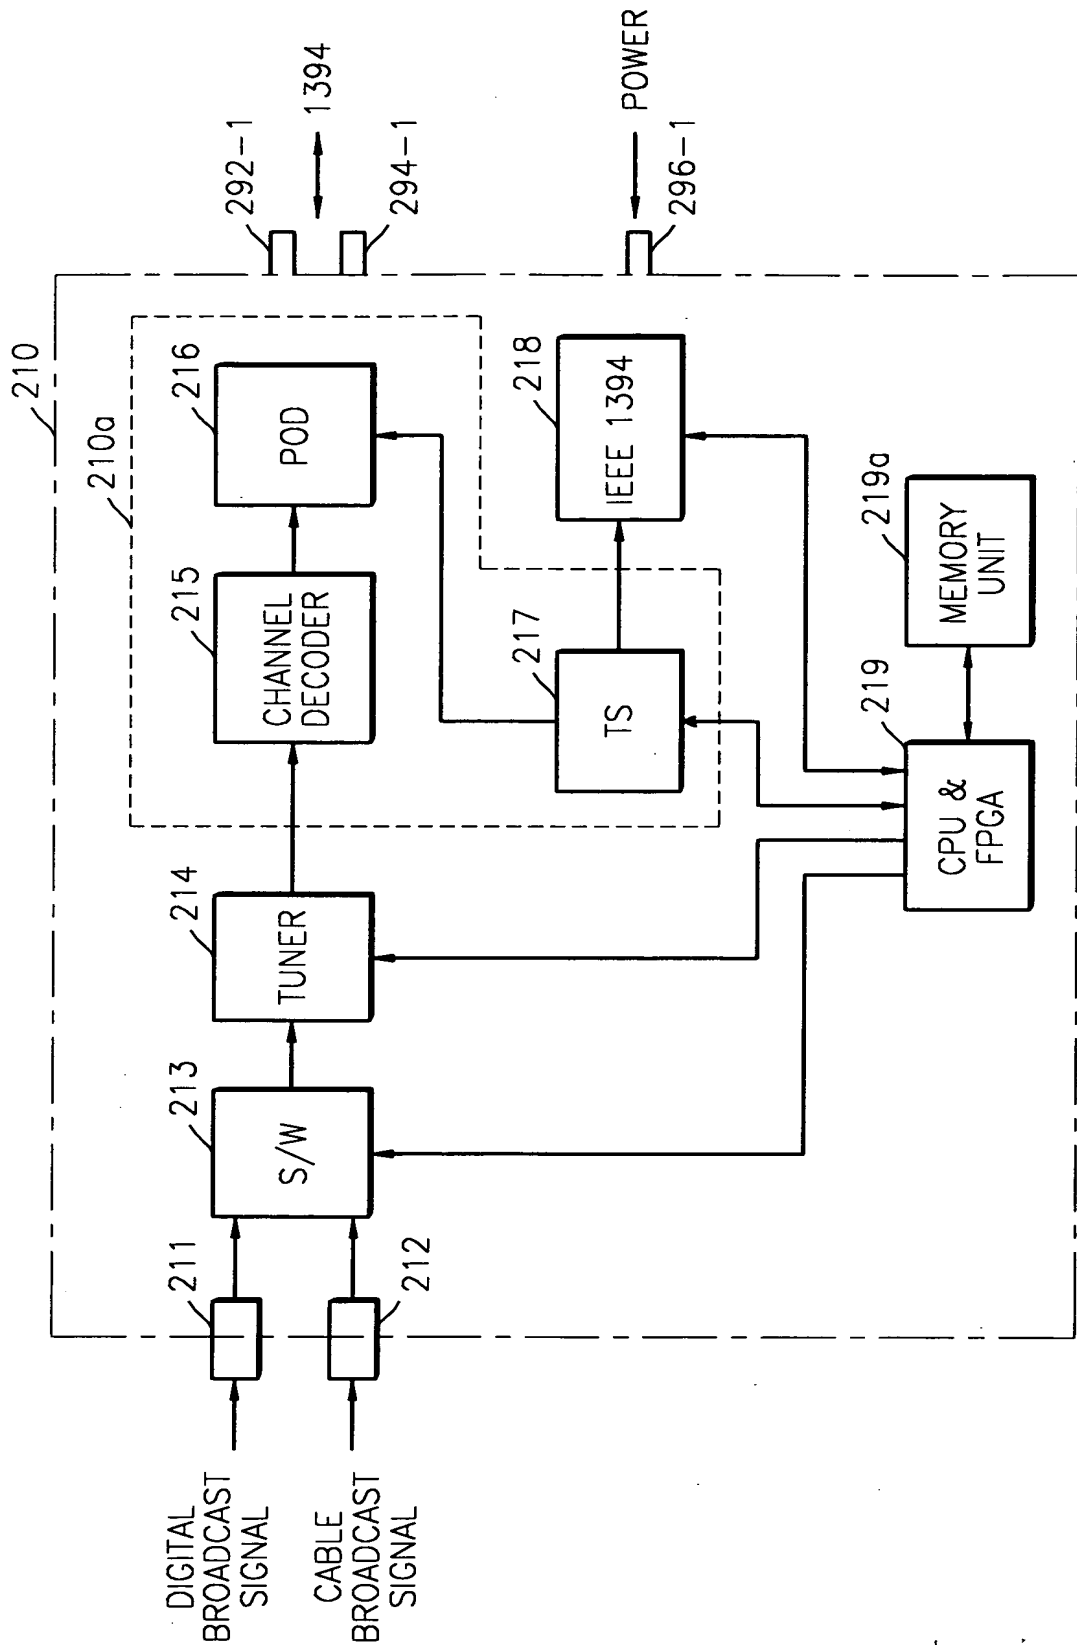 210
210a
DIGITAL
BROADCAST
SIGNAL
211
CABLE
BROADCAST
SIGNAL
212
213
S/W
214
TUNER
215
CHANNEL
DECODER
216
POD
217
TS
218
IEEE 1394
219
CPU &
FPGA
219a
MEMORY
UNIT
292-1
1394
294-1
POWER
296-1